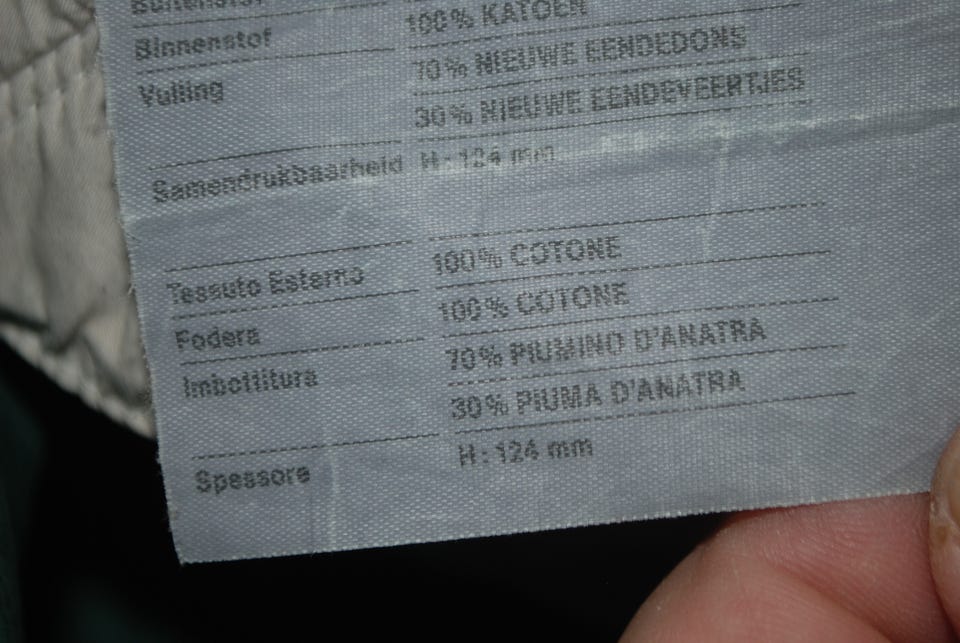 Buitenstof
Binnenstof 100% KATOEN
Vulling 70% NIEUWE EENDEDONS
30% NIEUWE EENDEVEERTJES
Samendrukbaarheid H: 124 mm
Tessuto Esterno 100% COTONE
Fodera 100% COTONE
Imbottitura 70% PIUMINO D'ANATRA
30% PIUMA D'ANATRA
Spessore H: 124 mm